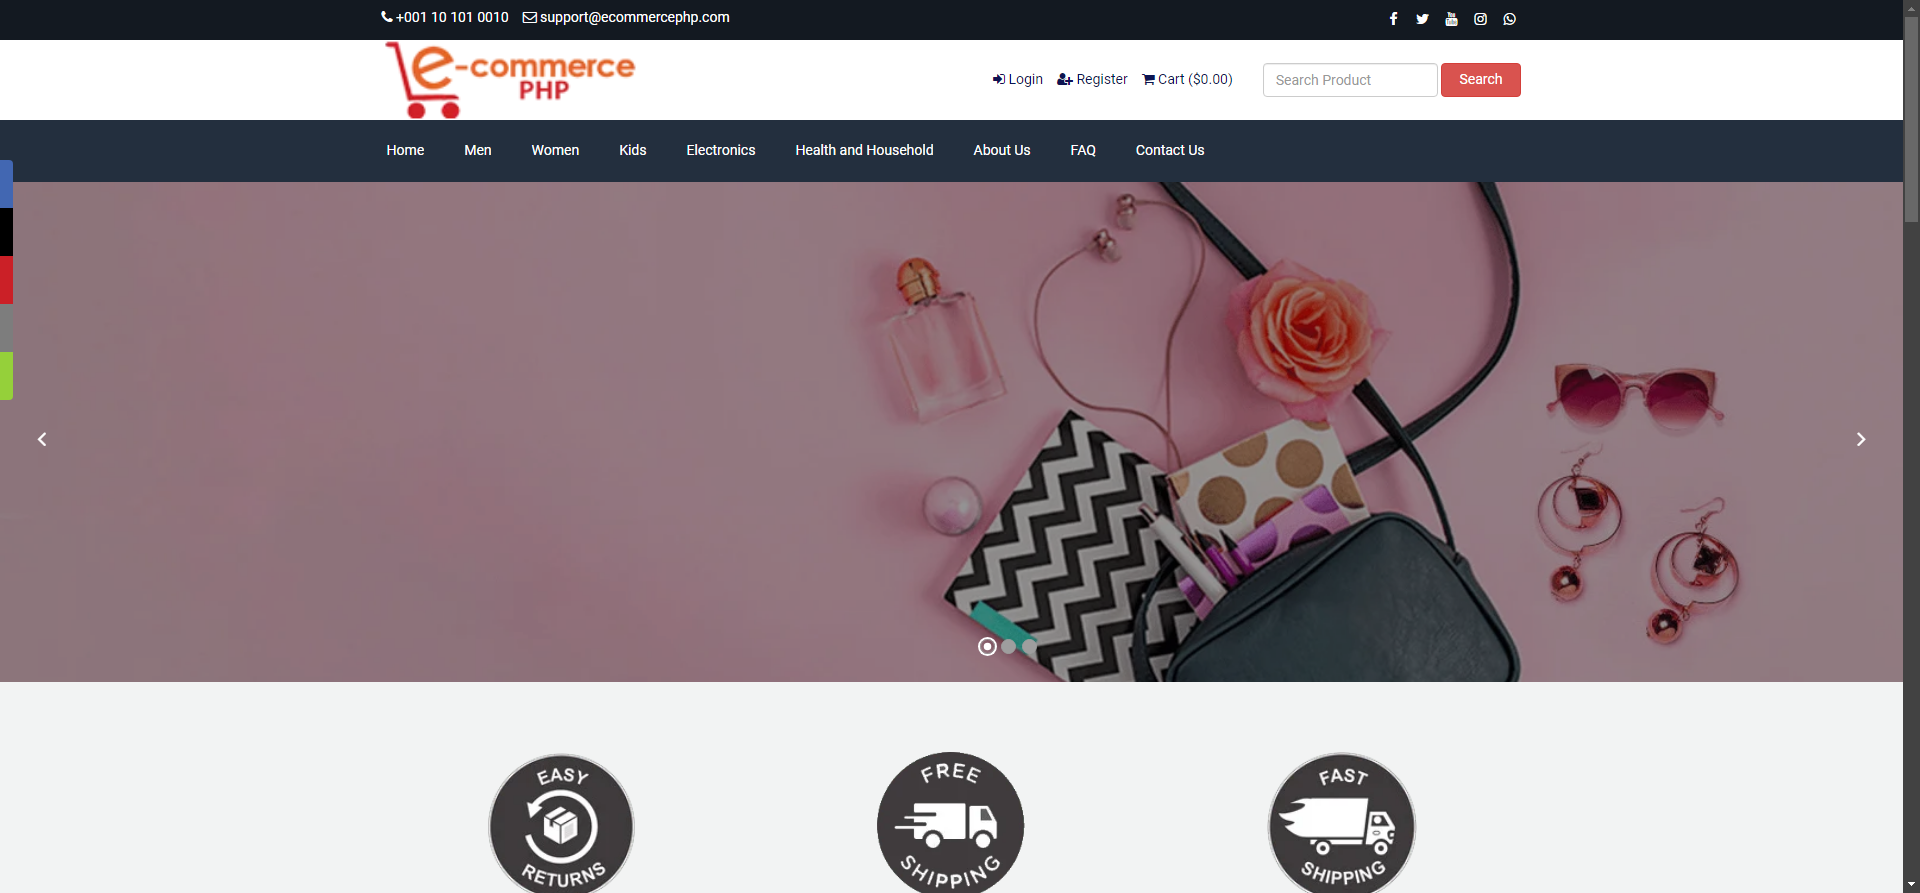 +001 10 101 0010 support@ecommercephp.com
e-commerce
PHP
Login Register Cart ($0.00) Search Product Search
Home Men Women Kids Electronics Health and Household About Us FAQ Contact Us
EASY
RETURNS
FREE
SHIPPING
FAST
SHIPPING